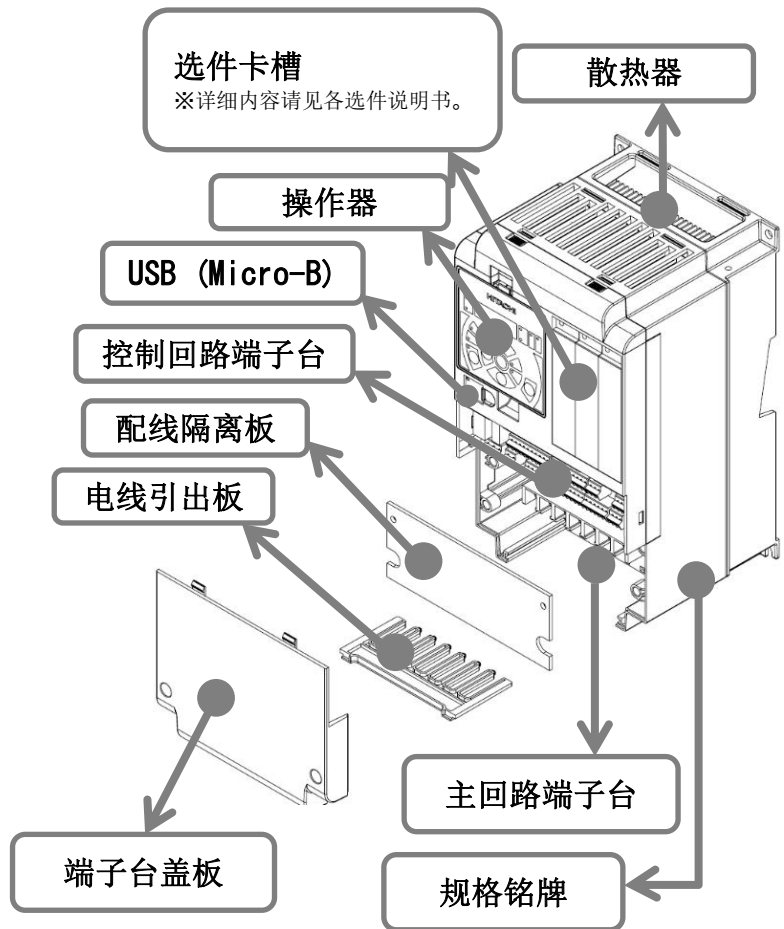 选件卡槽
※详细内容请见各选件说明书。
散热器
操作器
USB (Micro-B)
HITACHI
控制回路端子台
配线隔离板
电线引出板
主回路端子台
端子台盖板
规格铭牌